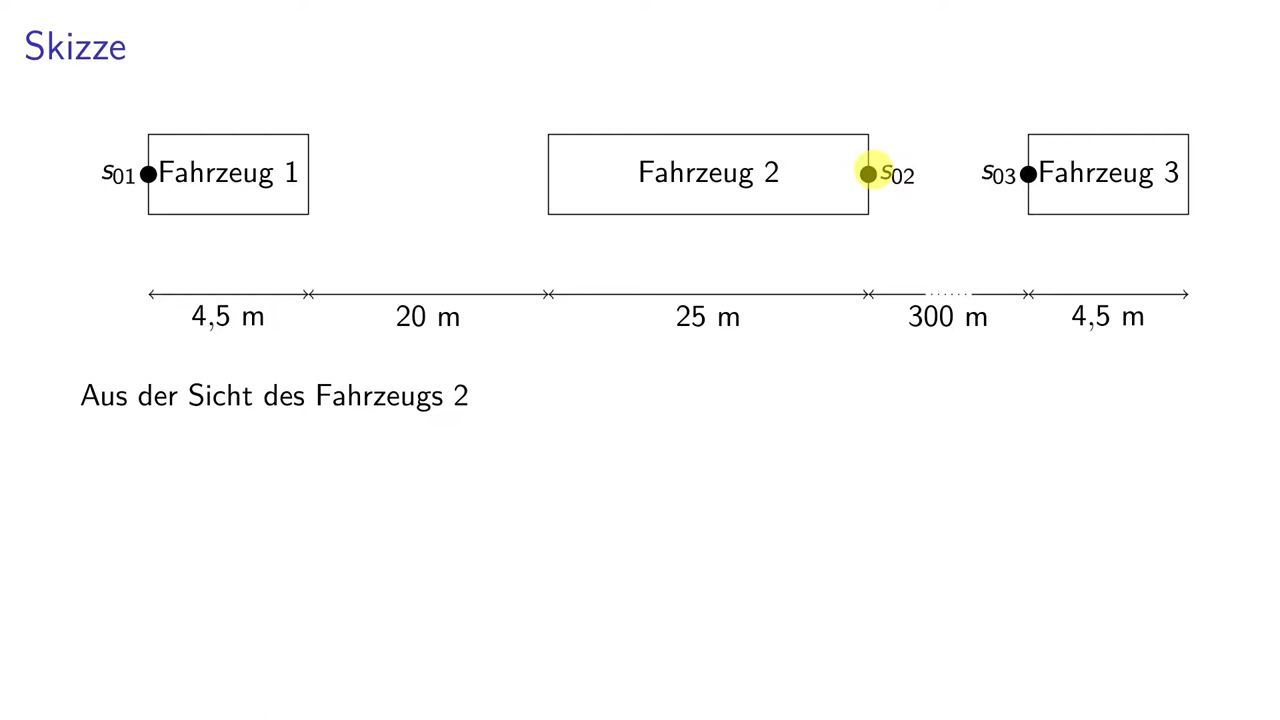 Skizze
s01 Fahrzeug 1 Fahrzeug 2 s02 s03 Fahrzeug 3
4,5 m 20 m 25 m 300 m 4,5 m
Aus der Sicht des Fahrzeugs 2